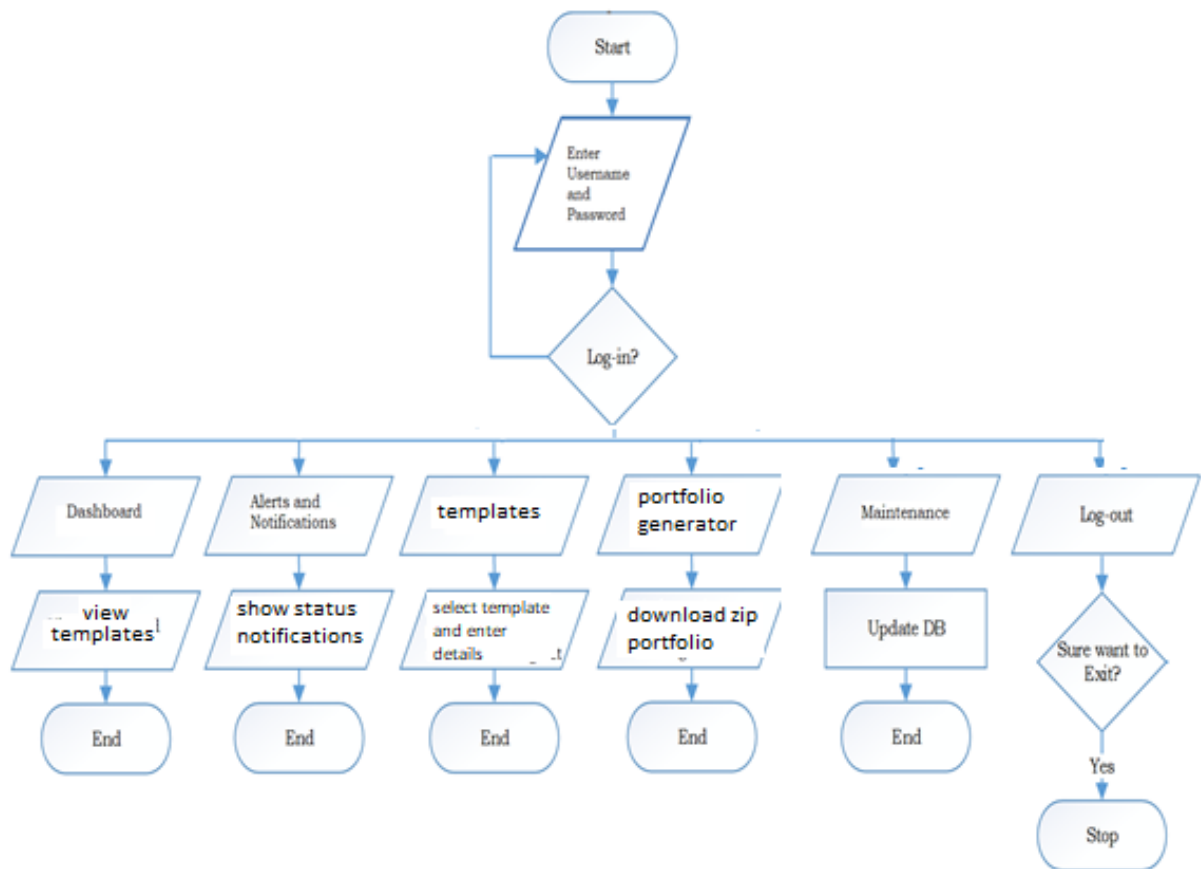 Start
Enter
Username
and
Password
Log-in?
Dashboard
Alerts and
Notifications
templates
portfolio
generator
Maintenance
Log-out
view
templates
show status
notifications
select template
and enter
details
download zip
portfolio
Update DB
Sure want to
Exit?
End
End
End
End
End
Yes
Stop